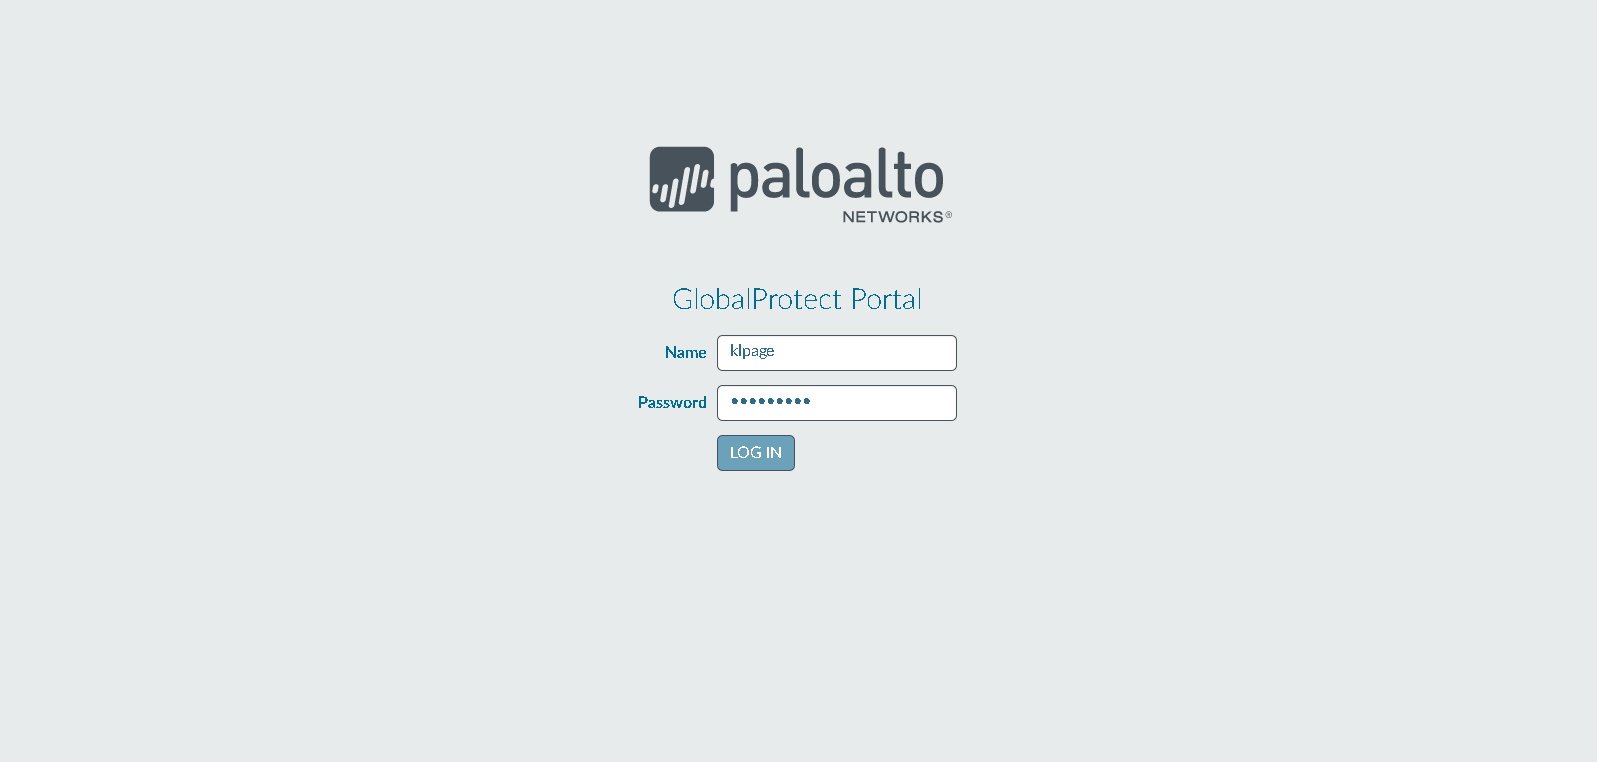 paloalto
NETWORKS®
GlobalProtect Portal
Name klpage
Password •••••••••
LOG IN